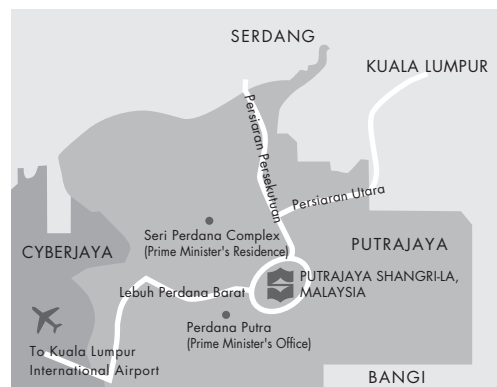 SERDANG
KUALA LUMPUR
Persiaran Persekutuan
Persiaran Utara
Seri Perdana Complex
(Prime Minister's Residence)
PUTRAJAYA
CYBERJAYA
PUTRAJAYA SHANGRI-LA,
MALAYSIA
Lebuh Perdana Barat
Perdana Putra
(Prime Minister's Office)
To Kuala Lumpur
International Airport
BANGI